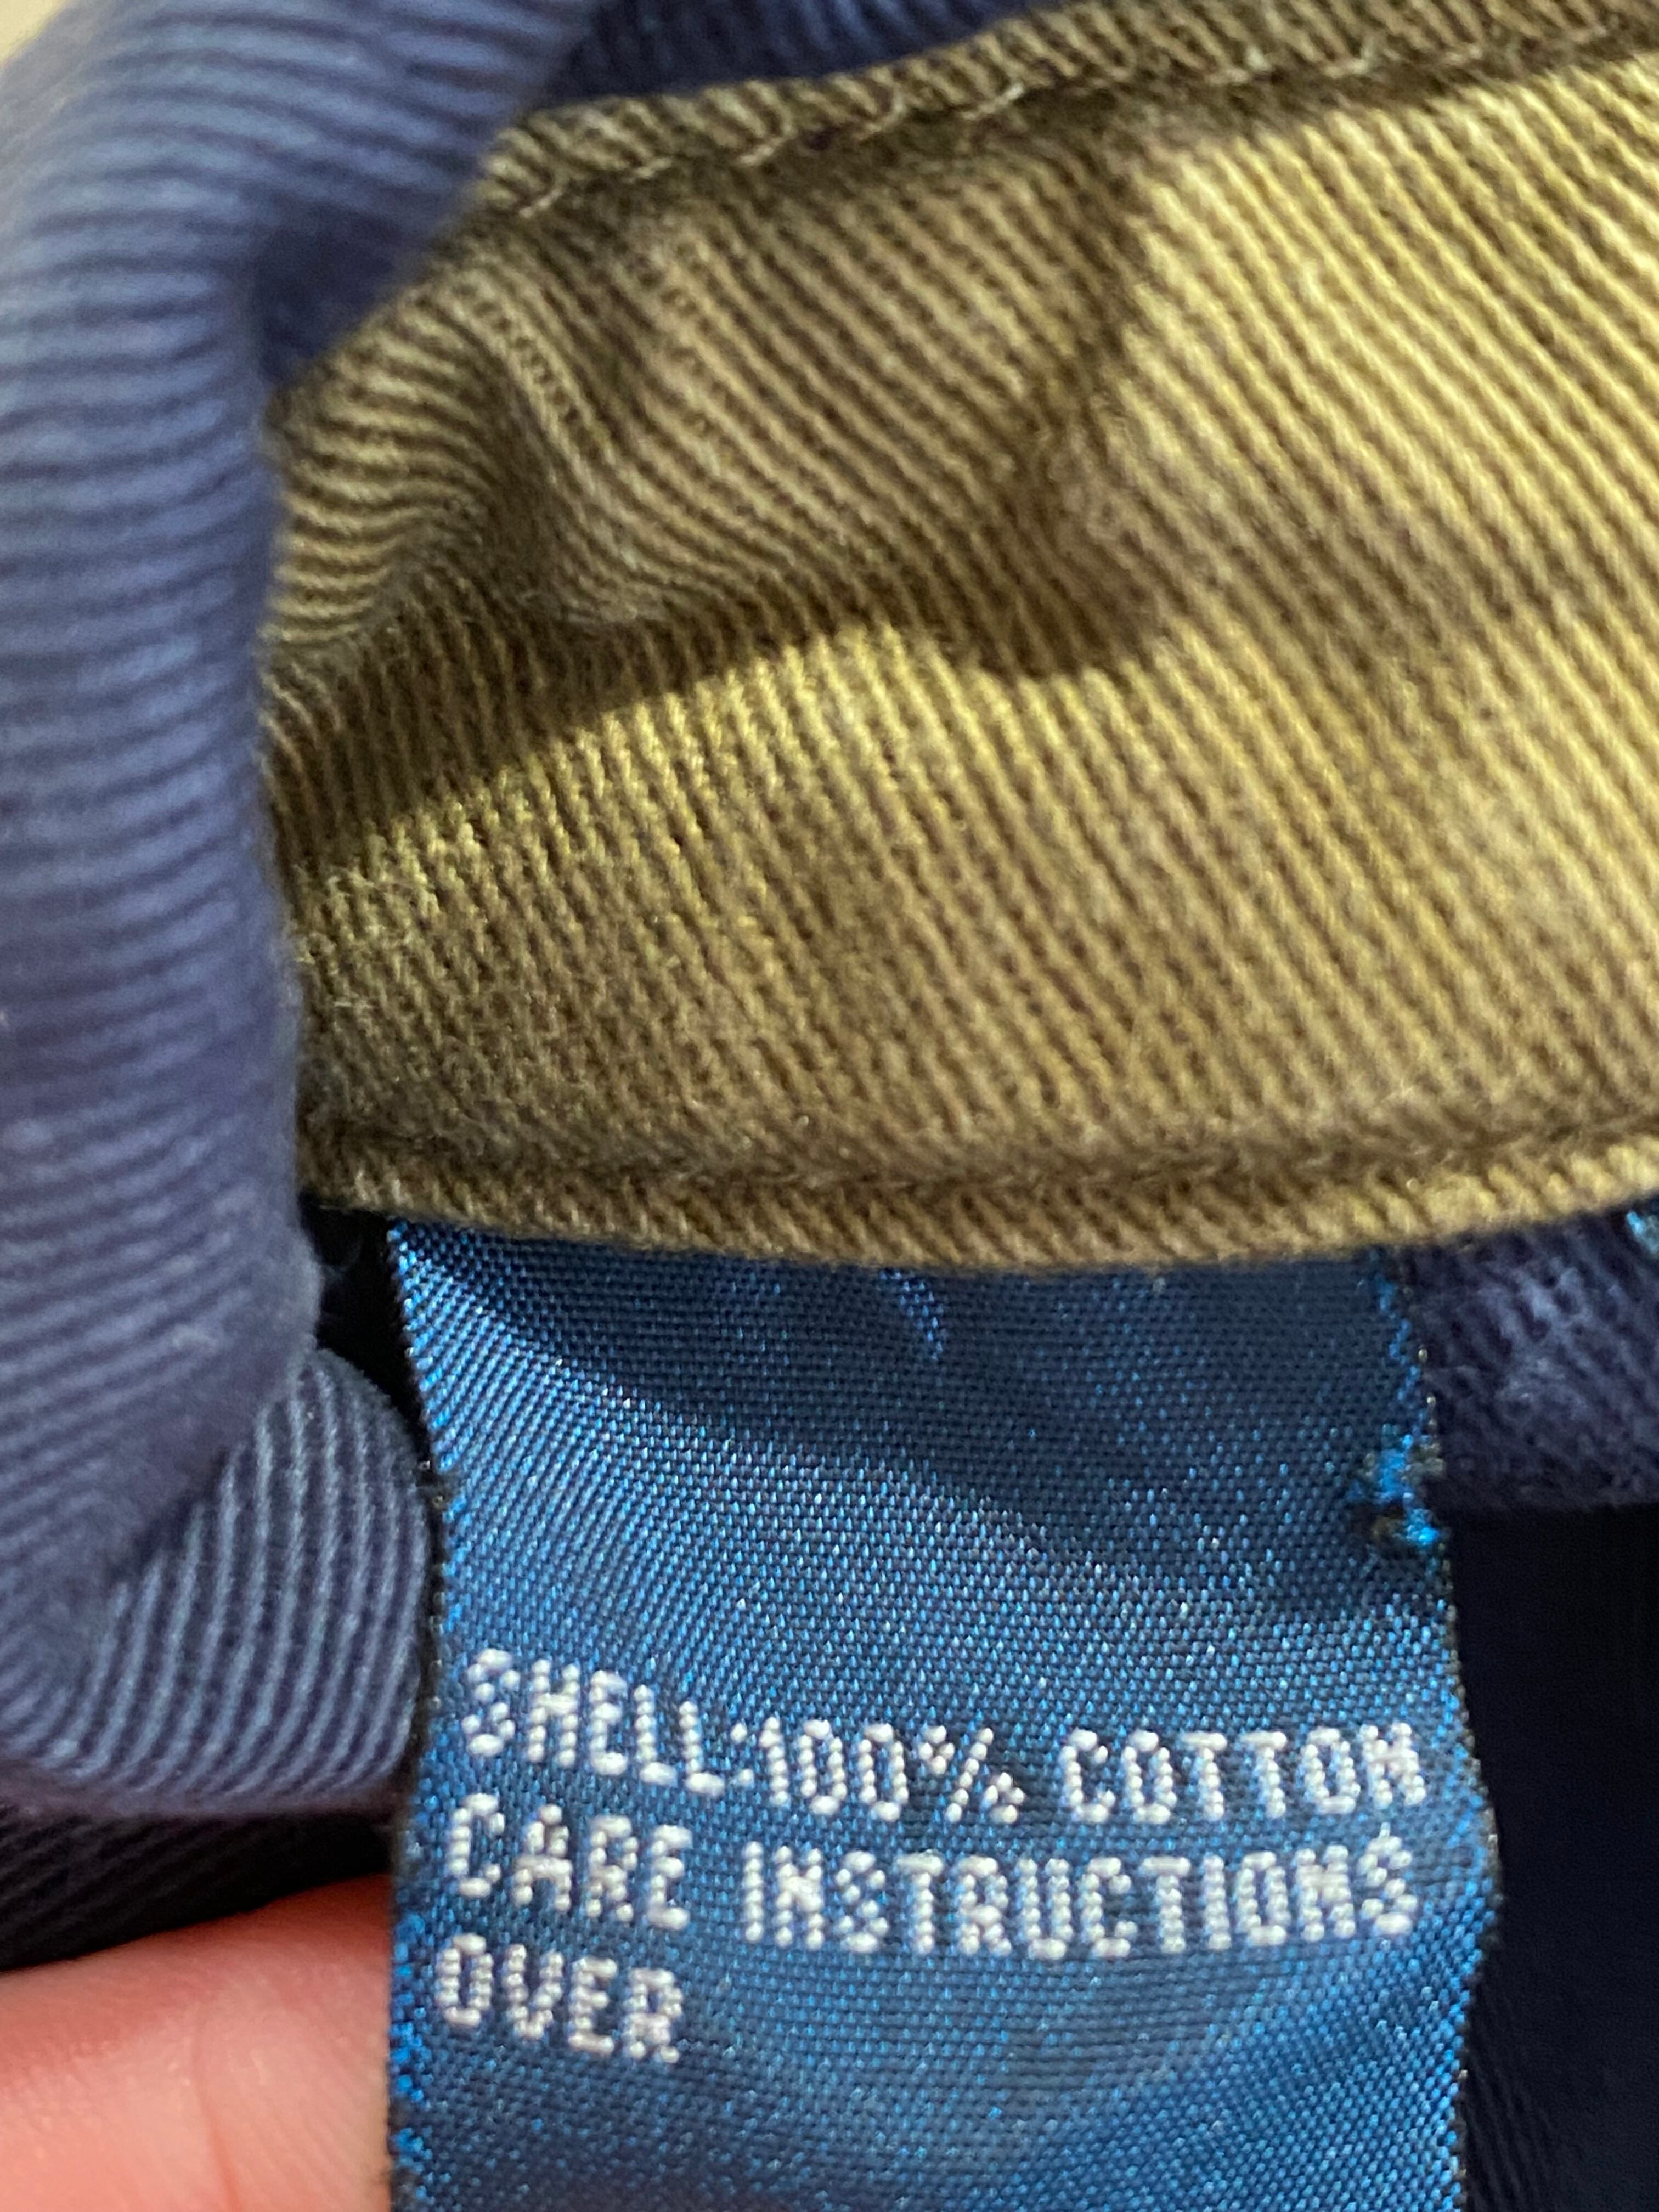 SHELL:100% COTTON
CARE INSTRUCTIONS
OVER